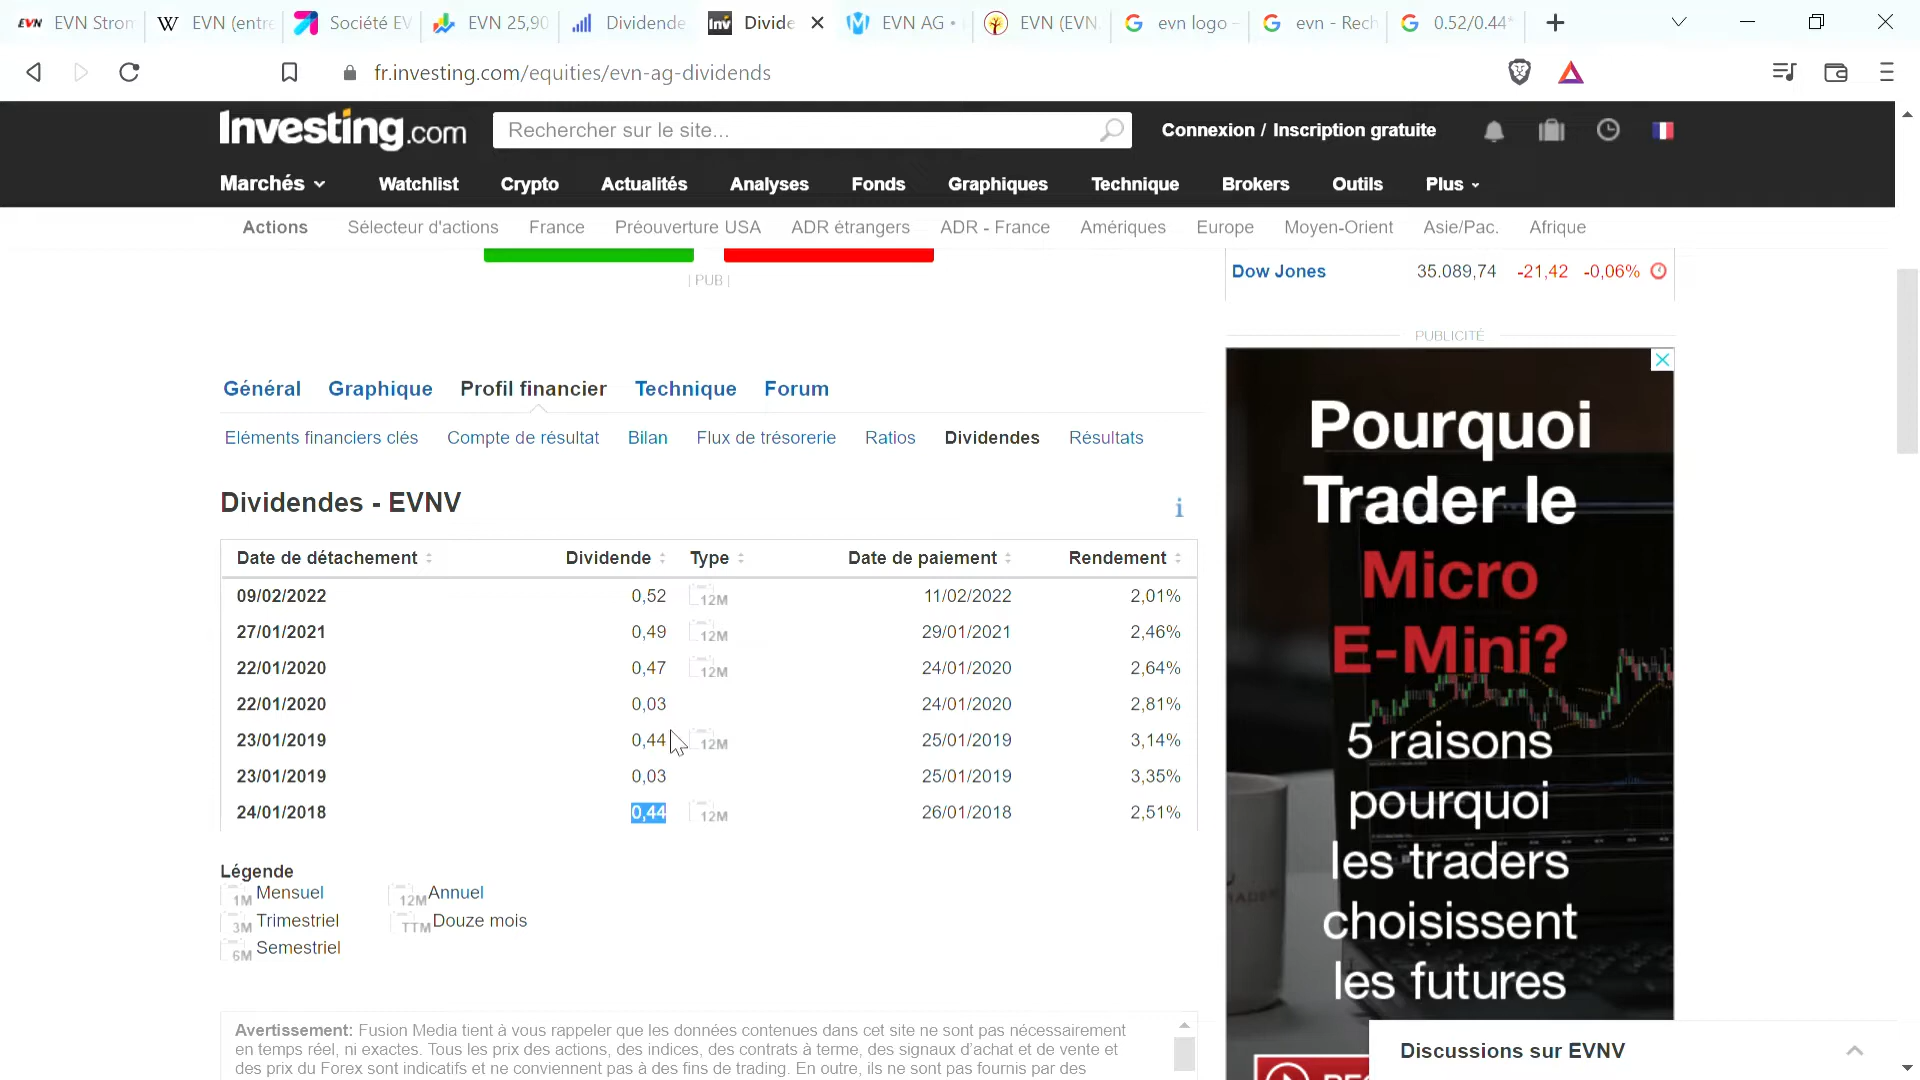 EVN Stron
EVN (entre
Société EV
EVN 25,90
Dividende
Divide
EVN AG •
EVN (EVN.
evn logo –
evn - Rech
0.52/0.44*
fr.investing.com/equities/evn-ag-dividends
Investing.com
Rechercher sur le site...
Connexion / Inscription gratuite
Marchés
Watchlist
Crypto
Actualités
Analyses
Fonds
Graphiques
Technique
Brokers
Outils
Plus
Actions
Sélecteur d'actions
France
Préouverture USA
ADR étrangers
ADR - France
Amériques
Europe
Moyen-Orient
Asie/Pac.
Afrique
| PUB |
Dow Jones 35.089,74 -21,42 -0,06%
PUBLICITÉ
Général
Graphique
Profil financier
Technique
Forum
Eléments financiers clés
Compte de résultat
Bilan
Flux de trésorerie
Ratios
Dividendes
Résultats
Dividendes - EVNV
Date de détachement Dividende Type Date de paiement Rendement
09/02/2022 0,52 12M 11/02/2022 2,01%
27/01/2021 0,49 12M 29/01/2021 2,46%
22/01/2020 0,47 12M 24/01/2020 2,64%
22/01/2020 0,03 24/01/2020 2,81%
23/01/2019 0,44 12M 25/01/2019 3,14%
23/01/2019 0,03 25/01/2019 3,35%
24/01/2018 0,44 12M 26/01/2018 2,51%
Légende
1M Mensuel 12M Annuel
3M Trimestriel TTM Douze mois
6M Semestriel
Avertissement: Fusion Media tient à vous rappeler que les données contenues dans cet site ne sont pas nécessairement
en temps réel, ni exactes. Tous les prix des actions, des indices, des contrats à terme, des signaux d'achat et de vente et
des prix du Forex sont indicatifs et ne conviennent pas à des fins de trading. En outre, ils ne sont pas fournis par des
Pourquoi
Trader le
Micro
E-Mini?
5 raisons
pourquoi
les traders
choisissent
les futures
Discussions sur EVNV